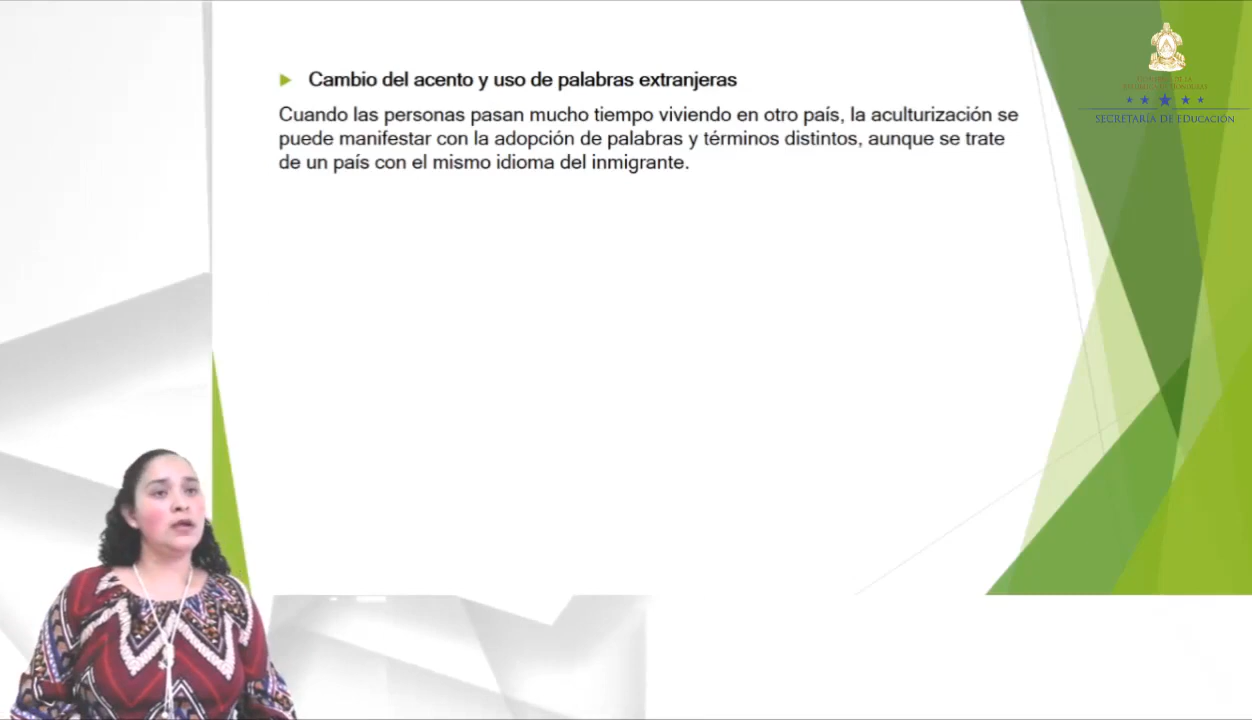 Cambio del acento y uso de palabras extranjeras
Cuando las personas pasan mucho tiempo viviendo en otro país, la aculturización se
puede manifestar con la adopción de palabras y términos distintos, aunque se trate
de un país con el mismo idioma del inmigrante.
SECRETARÍA DE EDUCACIÓN